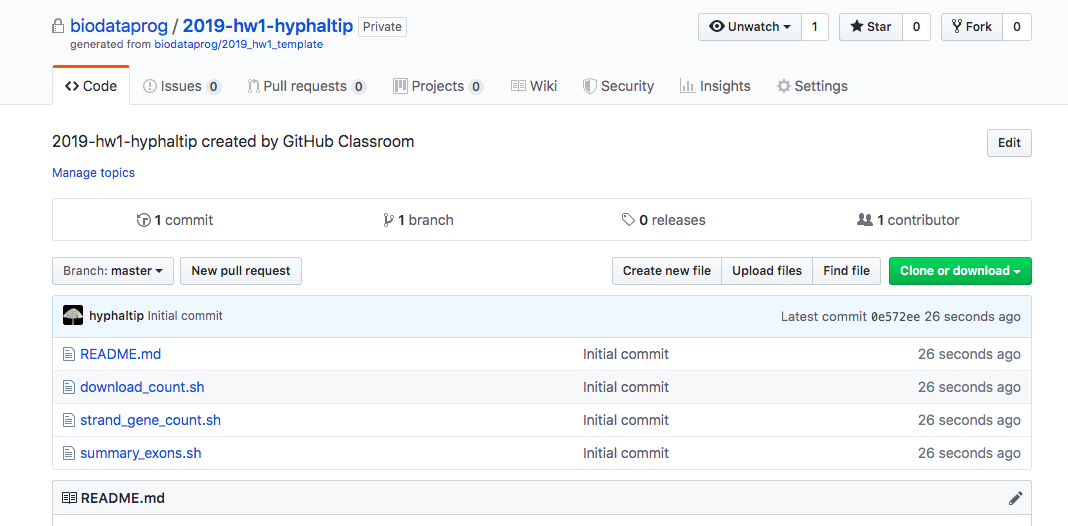 biodataprog / 2019-hw1-hyphaltip Private Unwatch 1 Star 0 Fork 0
generated from biodataprog/2019_hw1_template
Code Issues 0 Pull requests 0 Projects 0 Wiki Security Insights Settings
2019-hw1-hyphaltip created by GitHub Classroom Edit
Manage topics
1 commit 1 branch 0 releases 1 contributor
Branch: master New pull request Create new file Upload files Find file Clone or download
hyphaltip Initial commit Latest commit 0e572ee 26 seconds ago
README.md Initial commit 26 seconds ago
download_count.sh Initial commit 26 seconds ago
strand_gene_count.sh Initial commit 26 seconds ago
summary_exons.sh Initial commit 26 seconds ago
README.md